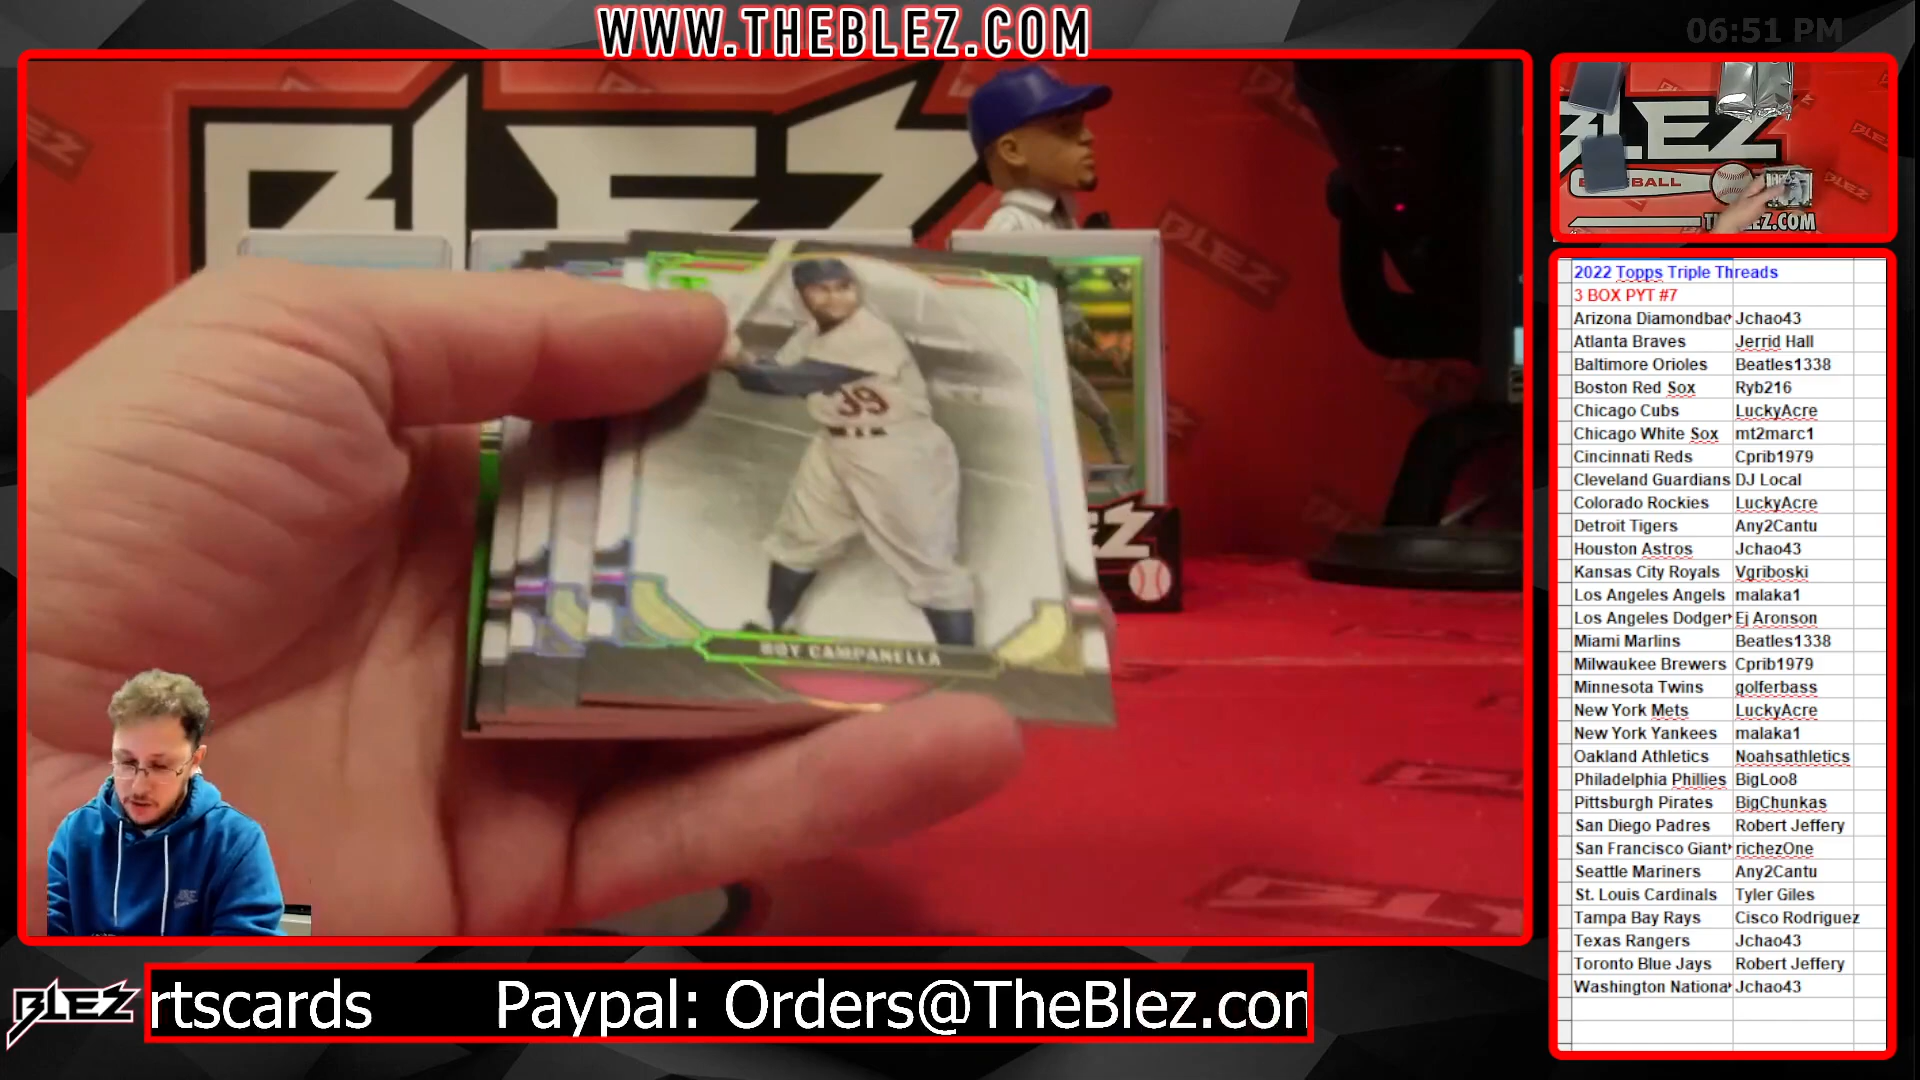 WWW.THEBLEZ.COM
06:51 PM
BLEZ
39
ROY CAMPANELLA
BLEZ
BASEBALL
THEBLEZ.COM
2022 Topps Triple Threads
3 BOX PYT #7
Arizona Diamondbac Jchao43
Atlanta Braves Jerrid Hall
Baltimore Orioles Beatles1338
Boston Red Sox Ryb216
Chicago Cubs LuckyAcre
Chicago White Sox mt2marc1
Cincinnati Reds Cprib1979
Cleveland Guardians DJ Local
Colorado Rockies LuckyAcre
Detroit Tigers Any2Cantu
Houston Astros Jchao43
Kansas City Royals Vgriboski
Los Angeles Angels malaka1
Los Angeles Dodger Ej Aronson
Miami Marlins Beatles1338
Milwaukee Brewers Cprib1979
Minnesota Twins golferbass
New York Mets LuckyAcre
New York Yankees malaka1
Oakland Athletics Noahsathletics
Philadelphia Phillies BigLoo8
Pittsburgh Pirates BigChunkas
San Diego Padres Robert Jeffery
San Francisco Giant richezOne
Seattle Mariners Any2Cantu
St. Louis Cardinals Tyler Giles
Tampa Bay Rays Cisco Rodriguez
Texas Rangers Jchao43
Toronto Blue Jays Robert Jeffery
Washington Nationa Jchao43
BLEZ
rtscards Paypal: Orders@TheBlez.com